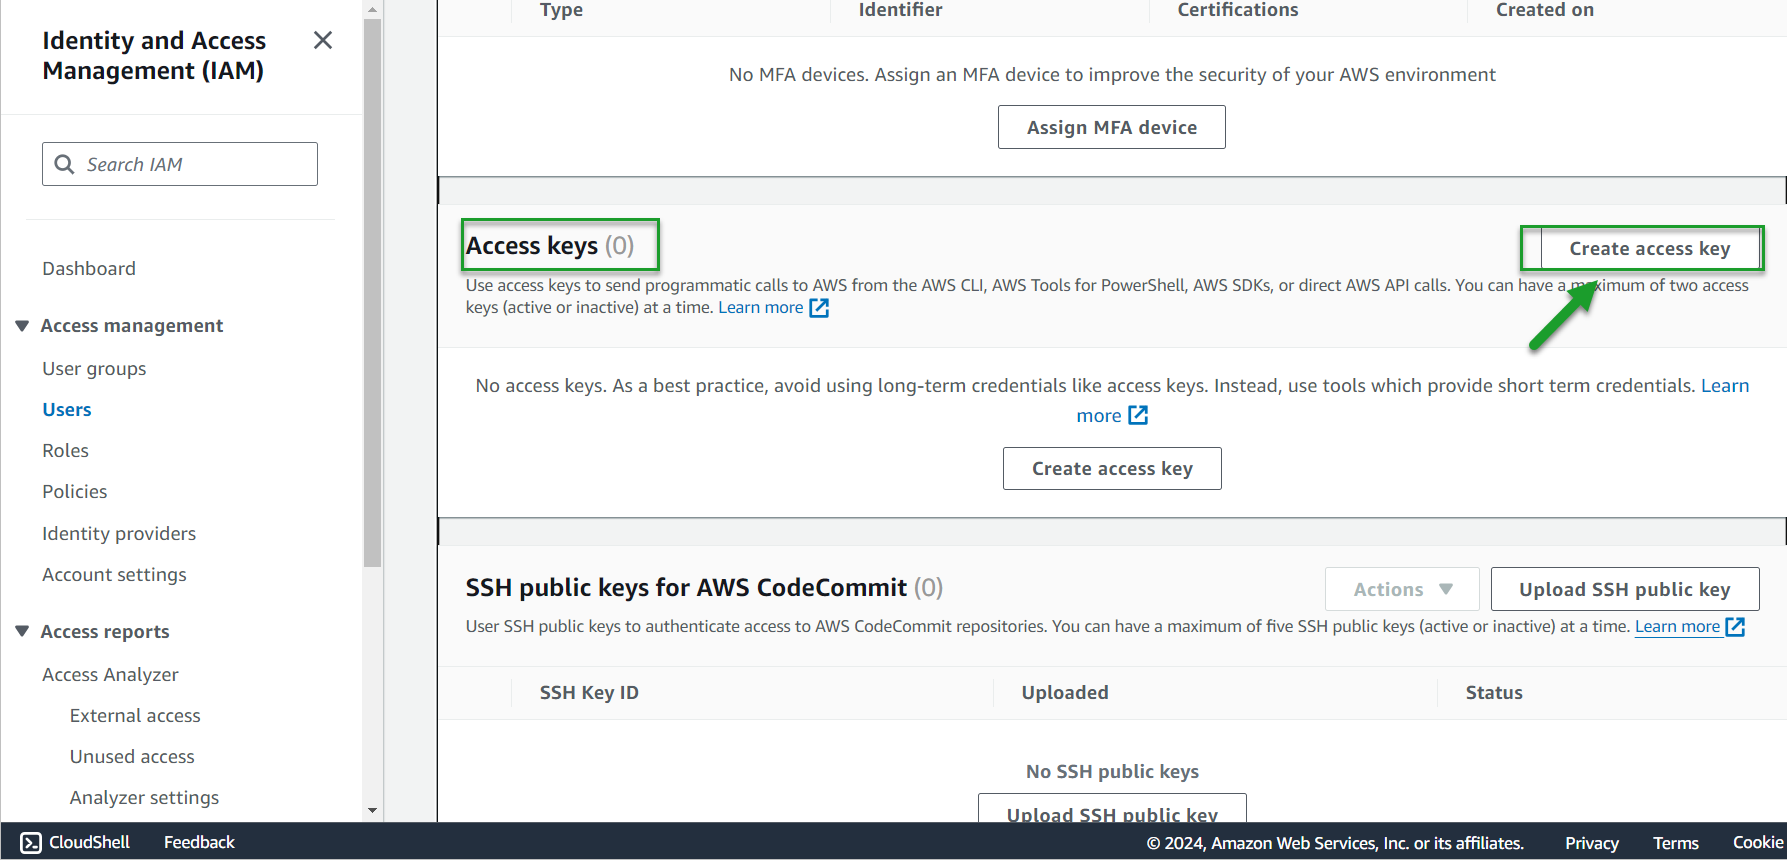 Identity and Access
Management (IAM)
Search IAM
Dashboard
Access management
User groups
Users
Roles
Policies
Identity providers
Account settings
Access reports
Access Analyzer
External access
Unused access
Analyzer settings
Type Identifier Certifications Created on
No MFA devices. Assign an MFA device to improve the security of your AWS environment
Assign MFA device
Access keys (0)
Create access key
Use access keys to send programmatic calls to AWS from the AWS CLI, AWS Tools for PowerShell, AWS SDKs, or direct AWS API calls. You can have a maximum of two access
keys (active or inactive) at a time. Learn more
No access keys. As a best practice, avoid using long-term credentials like access keys. Instead, use tools which provide short term credentials. Learn
more
Create access key
SSH public keys for AWS CodeCommit (0)
Actions
Upload SSH public key
User SSH public keys to authenticate access to AWS CodeCommit repositories. You can have a maximum of five SSH public keys (active or inactive) at a time. Learn more
SSH Key ID Uploaded Status
No SSH public keys
Upload SSH public key
CloudShell Feedback © 2024, Amazon Web Services, Inc. or its affiliates. Privacy Terms Cookie